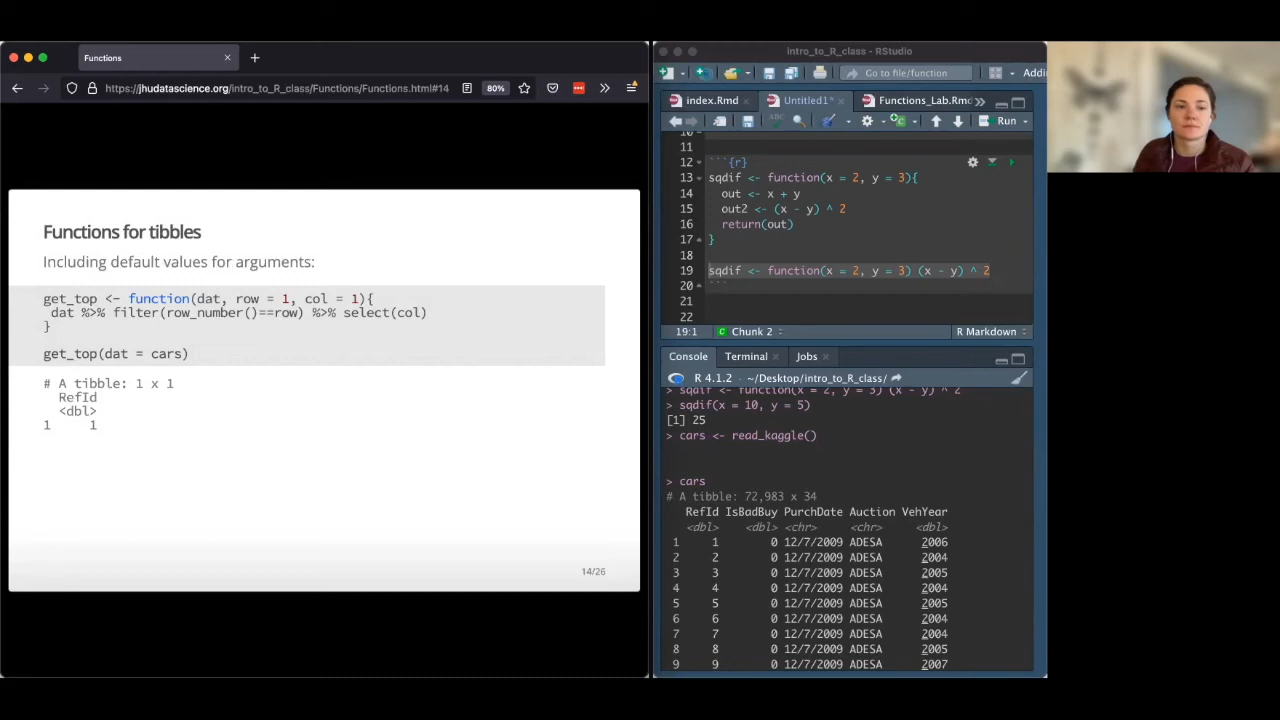 Functions
https://jhudatascience.org/intro_to_R_class/Functions/Functions.html#14
80%
Functions for tibbles
Including default values for arguments:
get_top <- function(dat, row = 1, col = 1){
dat %>% filter(row_number()==row) %>% select(col)
}
get_top(dat = cars)
# A tibble: 1 x 1
RefId
<dbl>
1 1
14/26
intro_to_R_class - RStudio
Go to file/function
Addi
index.Rmd
Untitled1*
Functions_Lab.Rmd
ABC
Run
10
11
12 ```{r}
13 sqdif <- function(x = 2, y = 3){
14 out <- x + y
15 out2 <- (x - y) ^ 2
16 return(out)
17 }
18
19 sqdif <- function(x = 2, y = 3) (x - y) ^ 2
20 ```
21
22
19:1 Chunk 2 R Markdown
Console Terminal Jobs
R 4.1.2 · ~/Desktop/intro_to_R_class/
> sqdif <- function(x = 2, y = 3) (x - y) ^ 2
> sqdif(x = 10, y = 5)
[1] 25
> cars <- read_kaggle()
> cars
# A tibble: 72,983 x 34
RefId IsBadBuy PurchDate Auction VehYear
<dbl> <dbl> <chr> <chr> <dbl>
1 1 0 12/7/2009 ADESA 2006
2 2 0 12/7/2009 ADESA 2004
3 3 0 12/7/2009 ADESA 2005
4 4 0 12/7/2009 ADESA 2004
5 5 0 12/7/2009 ADESA 2005
6 6 0 12/7/2009 ADESA 2004
7 7 0 12/7/2009 ADESA 2004
8 8 0 12/7/2009 ADESA 2005
9 9 0 12/7/2009 ADESA 2007